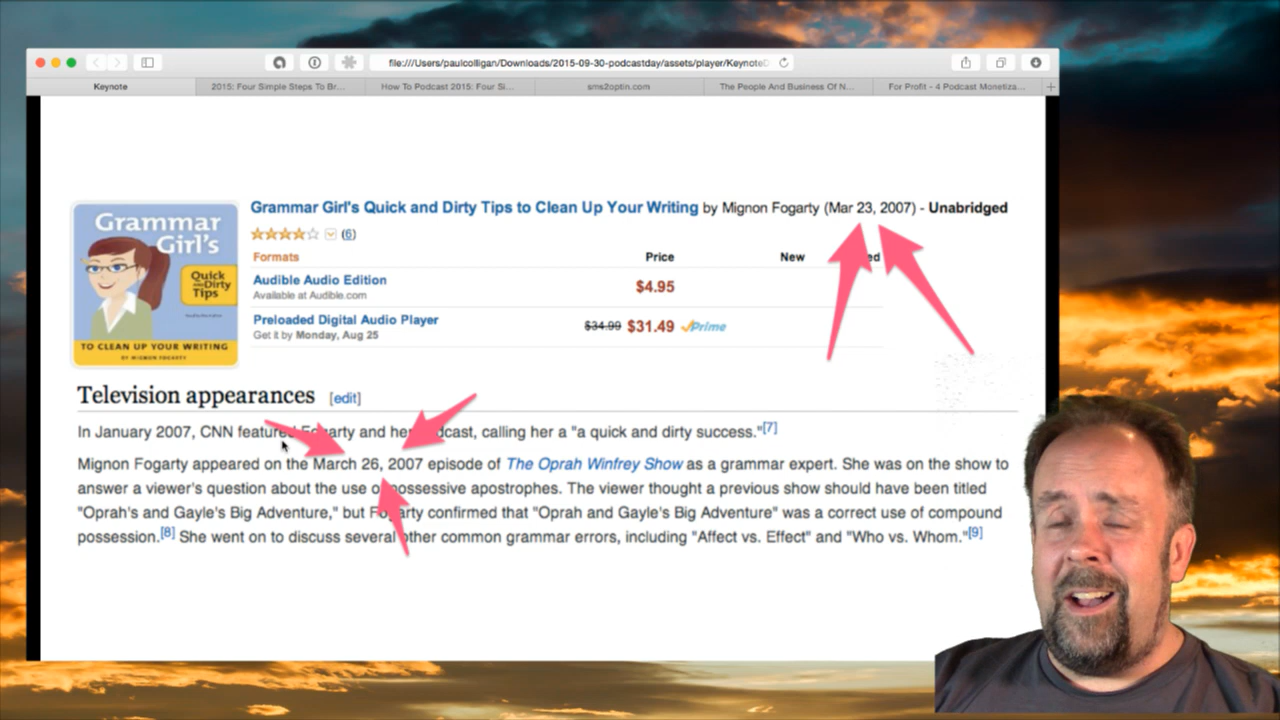 file:///Users/paulcolligan/Downloads/2015-09-30-podcastday/assets/player/Keynote
Keynote
2015: Four Simple Steps To Br...
How To Podcast 2015: Four Si...
sms2optin.com
The People And Business Of N...
For Profit - 4 Podcast Monetiza...
Grammar Girl's Quick and Dirty Tips to Clean Up Your Writing by Mignon Fogarty (Mar 23, 2007) - Unabridged
(6)
Formats Price New
Audible Audio Edition
Available at Audible.com
$4.95
Preloaded Digital Audio Player
Get it by Monday, Aug 25
$34.99 $31.49 Prime
Grammar
Girl's
Quick
and Dirty
Tips
TO CLEAN UP YOUR WRITING
BY MIGNON FOGARTY
Television appearances [edit]
In January 2007, CNN featured Fogarty and her podcast, calling her a "a quick and dirty success."[7]
Mignon Fogarty appeared on the March 26, 2007 episode of The Oprah Winfrey Show as a grammar expert. She was on the show to
answer a viewer's question about the use of possessive apostrophes. The viewer thought a previous show should have been titled
"Oprah's and Gayle's Big Adventure," but Fogarty confirmed that "Oprah and Gayle's Big Adventure" was a correct use of compound
possession.[8] She went on to discuss several other common grammar errors, including "Affect vs. Effect" and "Who vs. Whom."[9]